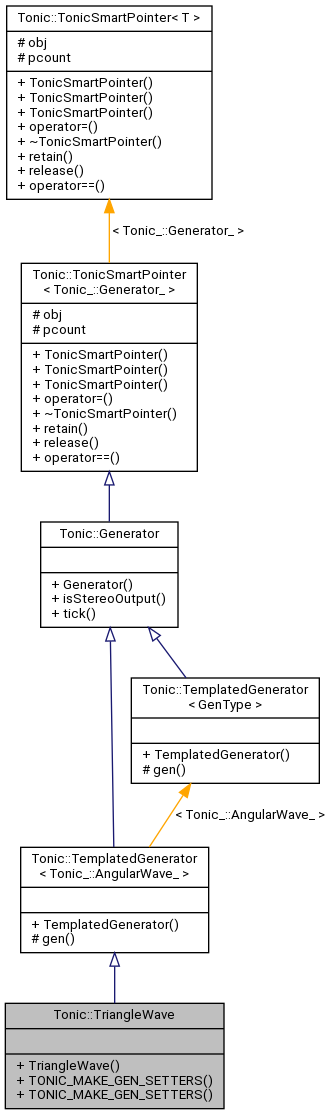 Tonic::TonicSmartPointer< T >
# obj
# pcount
+ TonicSmartPointer()
+ TonicSmartPointer()
+ TonicSmartPointer()
+ operator=()
+ ~TonicSmartPointer()
+ retain()
+ release()
+ operator==()
< Tonic_::Generator_ >
Tonic::TonicSmartPointer
< Tonic_::Generator_ >
# obj
# pcount
+ TonicSmartPointer()
+ TonicSmartPointer()
+ TonicSmartPointer()
+ operator=()
+ ~TonicSmartPointer()
+ retain()
+ release()
+ operator==()
Tonic::Generator
+ Generator()
+ isStereoOutput()
+ tick()
Tonic::TemplatedGenerator
< GenType >
+ TemplatedGenerator()
# gen()
< Tonic_::AngularWave_ >
Tonic::TemplatedGenerator
< Tonic_::AngularWave_ >
+ TemplatedGenerator()
# gen()
Tonic::TriangleWave
+ TriangleWave()
+ TONIC_MAKE_GEN_SETTERS()
+ TONIC_MAKE_GEN_SETTERS()